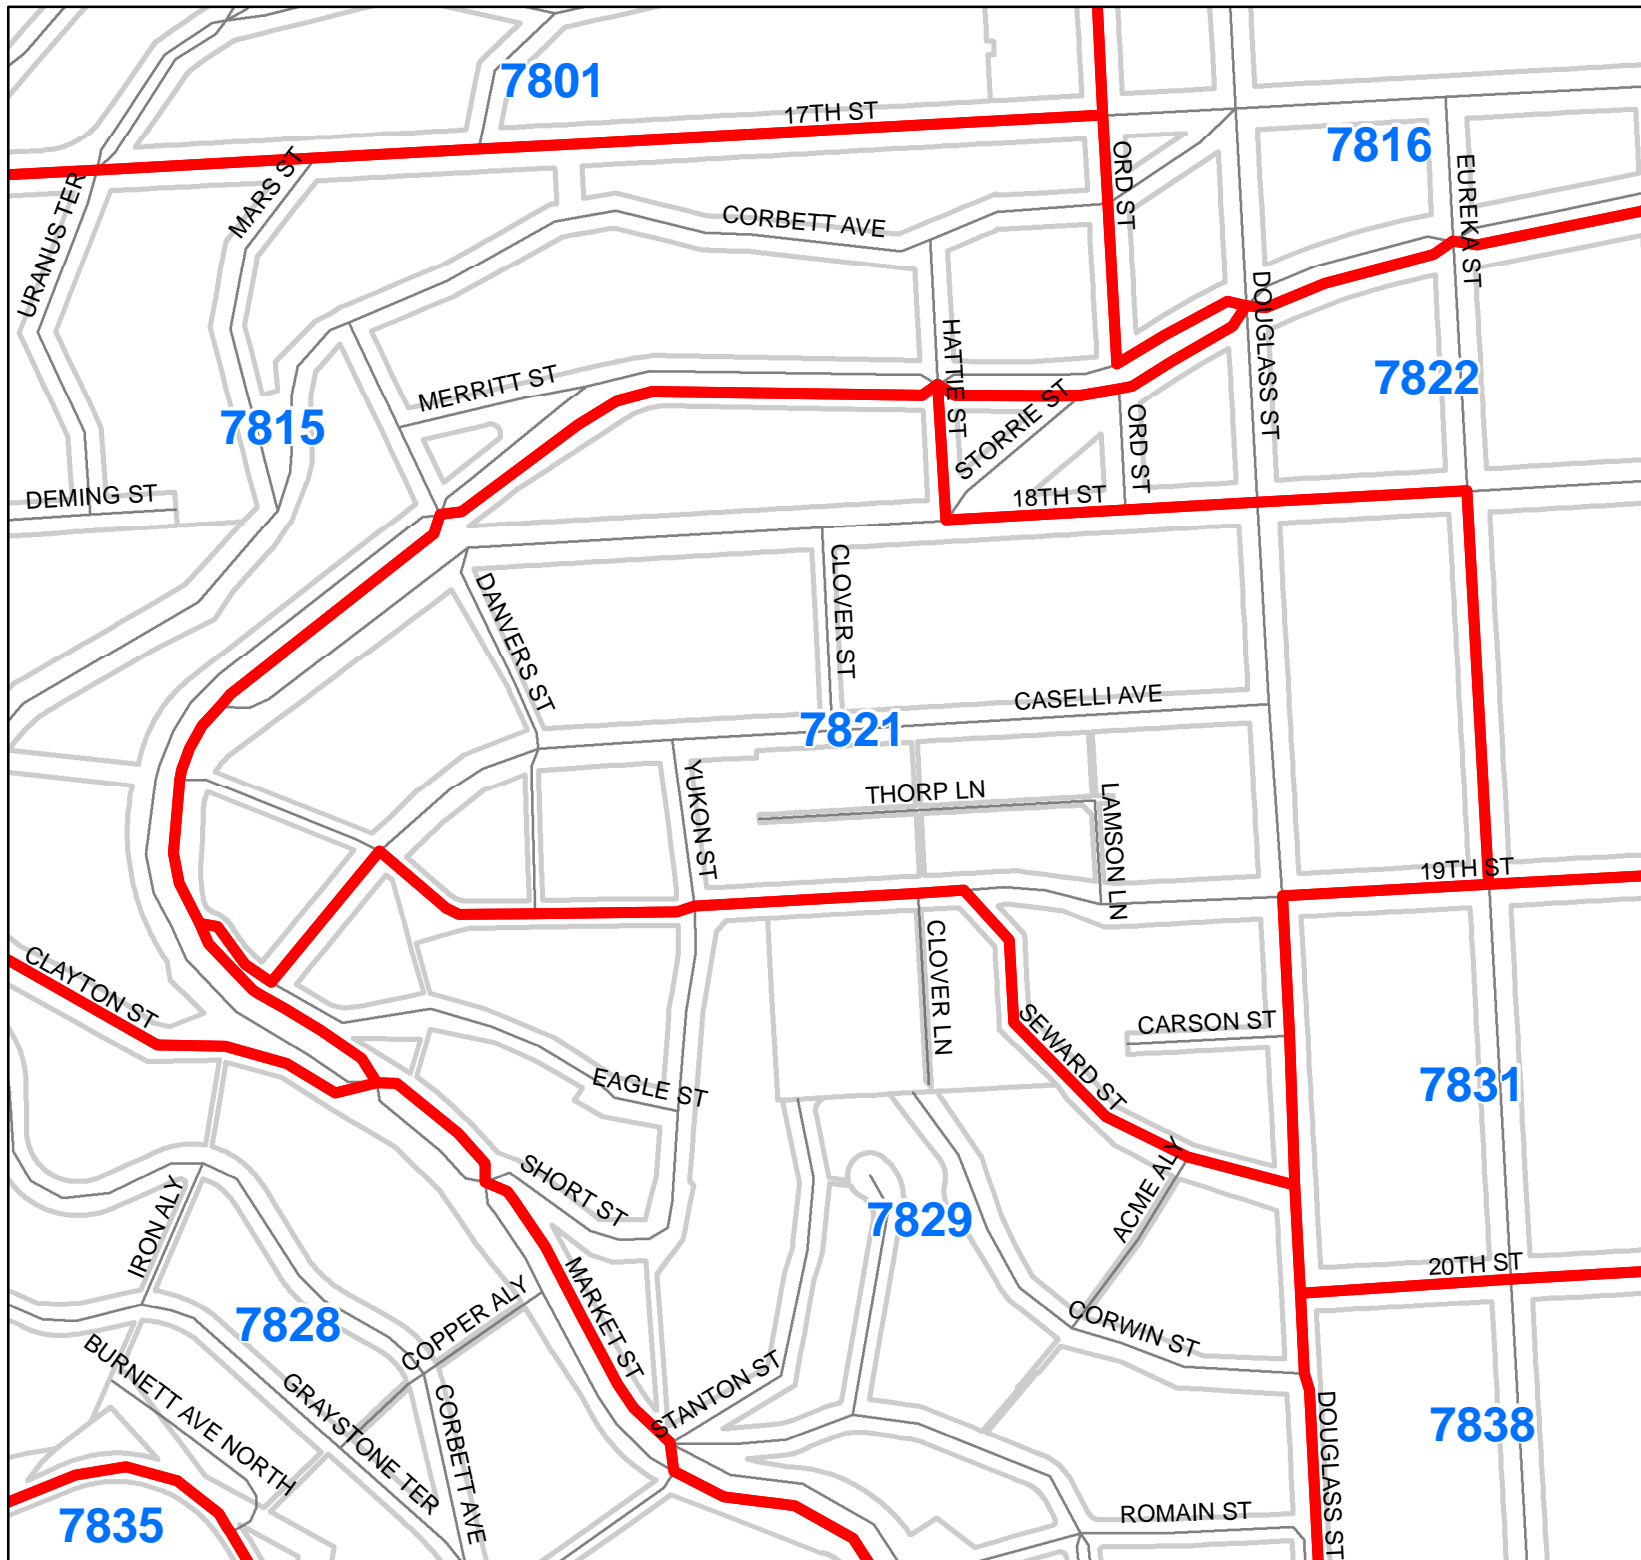 7801
17TH ST
7816
MARS ST
ORD ST
URANUS TER
EUREKA ST
CORBETT AVE
DOUGLASS ST
HATTIE ST
7822
MERRITT ST
7815
STORRIE ST
ORD ST
DEMING ST
18TH ST
CLOVER ST
DANVERS ST
CASELLI AVE
7821
YUKON ST
THORP LN
LAMSON LN
19TH ST
CLAYTON ST
CLOVER LN
SEWARD ST
CARSON ST
EAGLE ST
7831
SHORT ST
ACME ALY
7829
IRON ALY
MARKET ST
20TH ST
7828
COPPER ALY
CORWIN ST
BURNETT AVE NORTH
GRAYSTONE TER
CORBETT AVE
STANTON ST
DOUGLASS ST
7838
7835
ROMAIN ST